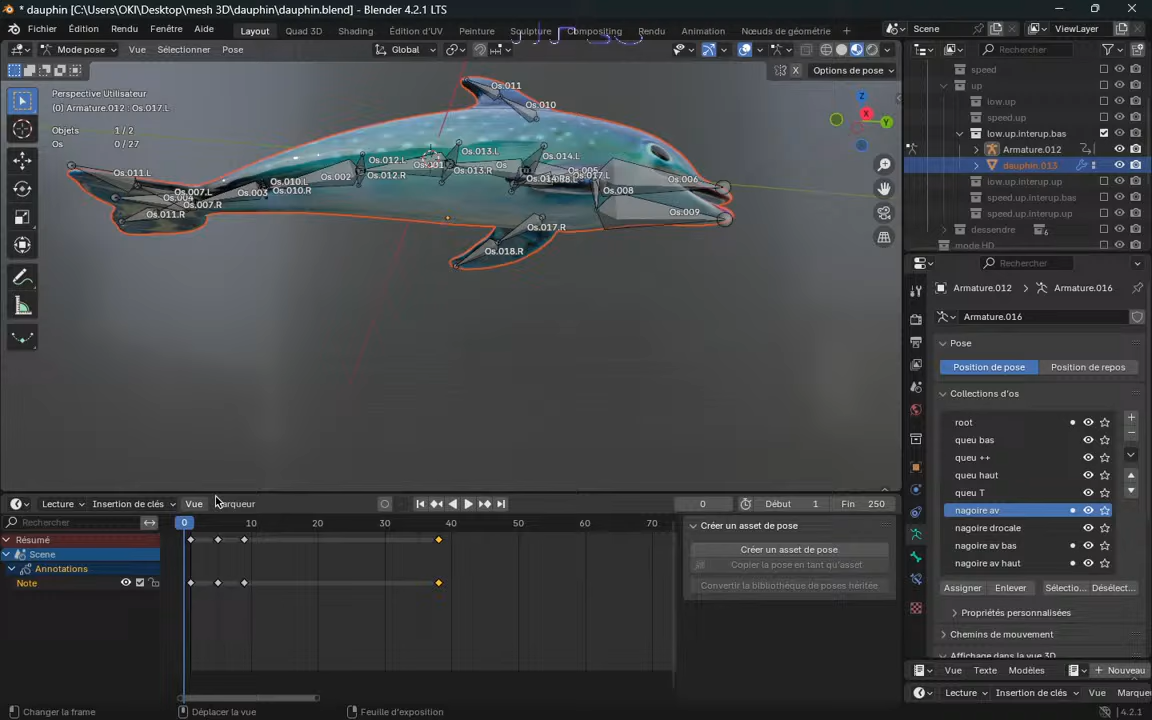 * dauphin [C:\Users\OKI\Desktop\mesh 3D\dauphin\dauphin.blend] - Blender 4.2.1 LTS
Fichier Édition Rendu Fenêtre Aide Layout Quad 3D Shading Édition d'UV Peinture Sculpture Compositing Rendu Animation Nœuds de géométrie + Scene ViewLayer
Mode pose Vue Sélectionner Pose Global Rechercher
X Options de pose
Perspective Utilisateur
(0) Armature.012 : Os.017.L
Objets 1/2
Os 0/27
Os.011
Os.010
Os.013.L
Os.012.L
Os.014.L
Os.013.R
Os
Os.012.R
Os.002
Os.011.L
Os.010.L
Os.010.R
Os.003
Os.007.L
Os.004
Os.007.R
Os.011.R
Os.006
Os.008
Os.009
Os.017.R
Os.018.R
X
Y
Z
speed
up
low.up
speed.up
low.up.interup.bas
Armature.012
dauphin.013
low.up.interup.up
speed.up.interup.bas
speed.up.interup.up
dessendre 6
mode HD
Rechercher
Armature.012 > Armature.016
Armature.016
Pose
Position de pose Position de repos
Collections d'os
root
queu bas
queu ++
queu haut
queu T
nagoire av
nagoire drocale
nagoire av bas
nagoire av haut
Assigner Enlever Sélectio... Désélect...
Propriétés personnalisées
Chemins de mouvement
Affichage dans la vue 3D
Vue Texte Modèles + Nouveau
Lecture Insertion de clés Vue Marque
Lecture Insertion de clés Vue Marqueur 0 Début 1 Fin 250
Rechercher 0 10 20 30 40 50 60 70
Résumé
Scene
Annotations
Note
Créer un asset de pose
Créer un asset de pose
Copier la pose en tant qu'asset
Convertir la bibliothèque de poses héritée
Changer la frame Déplacer la vue Feuille d'exposition 4.2.1